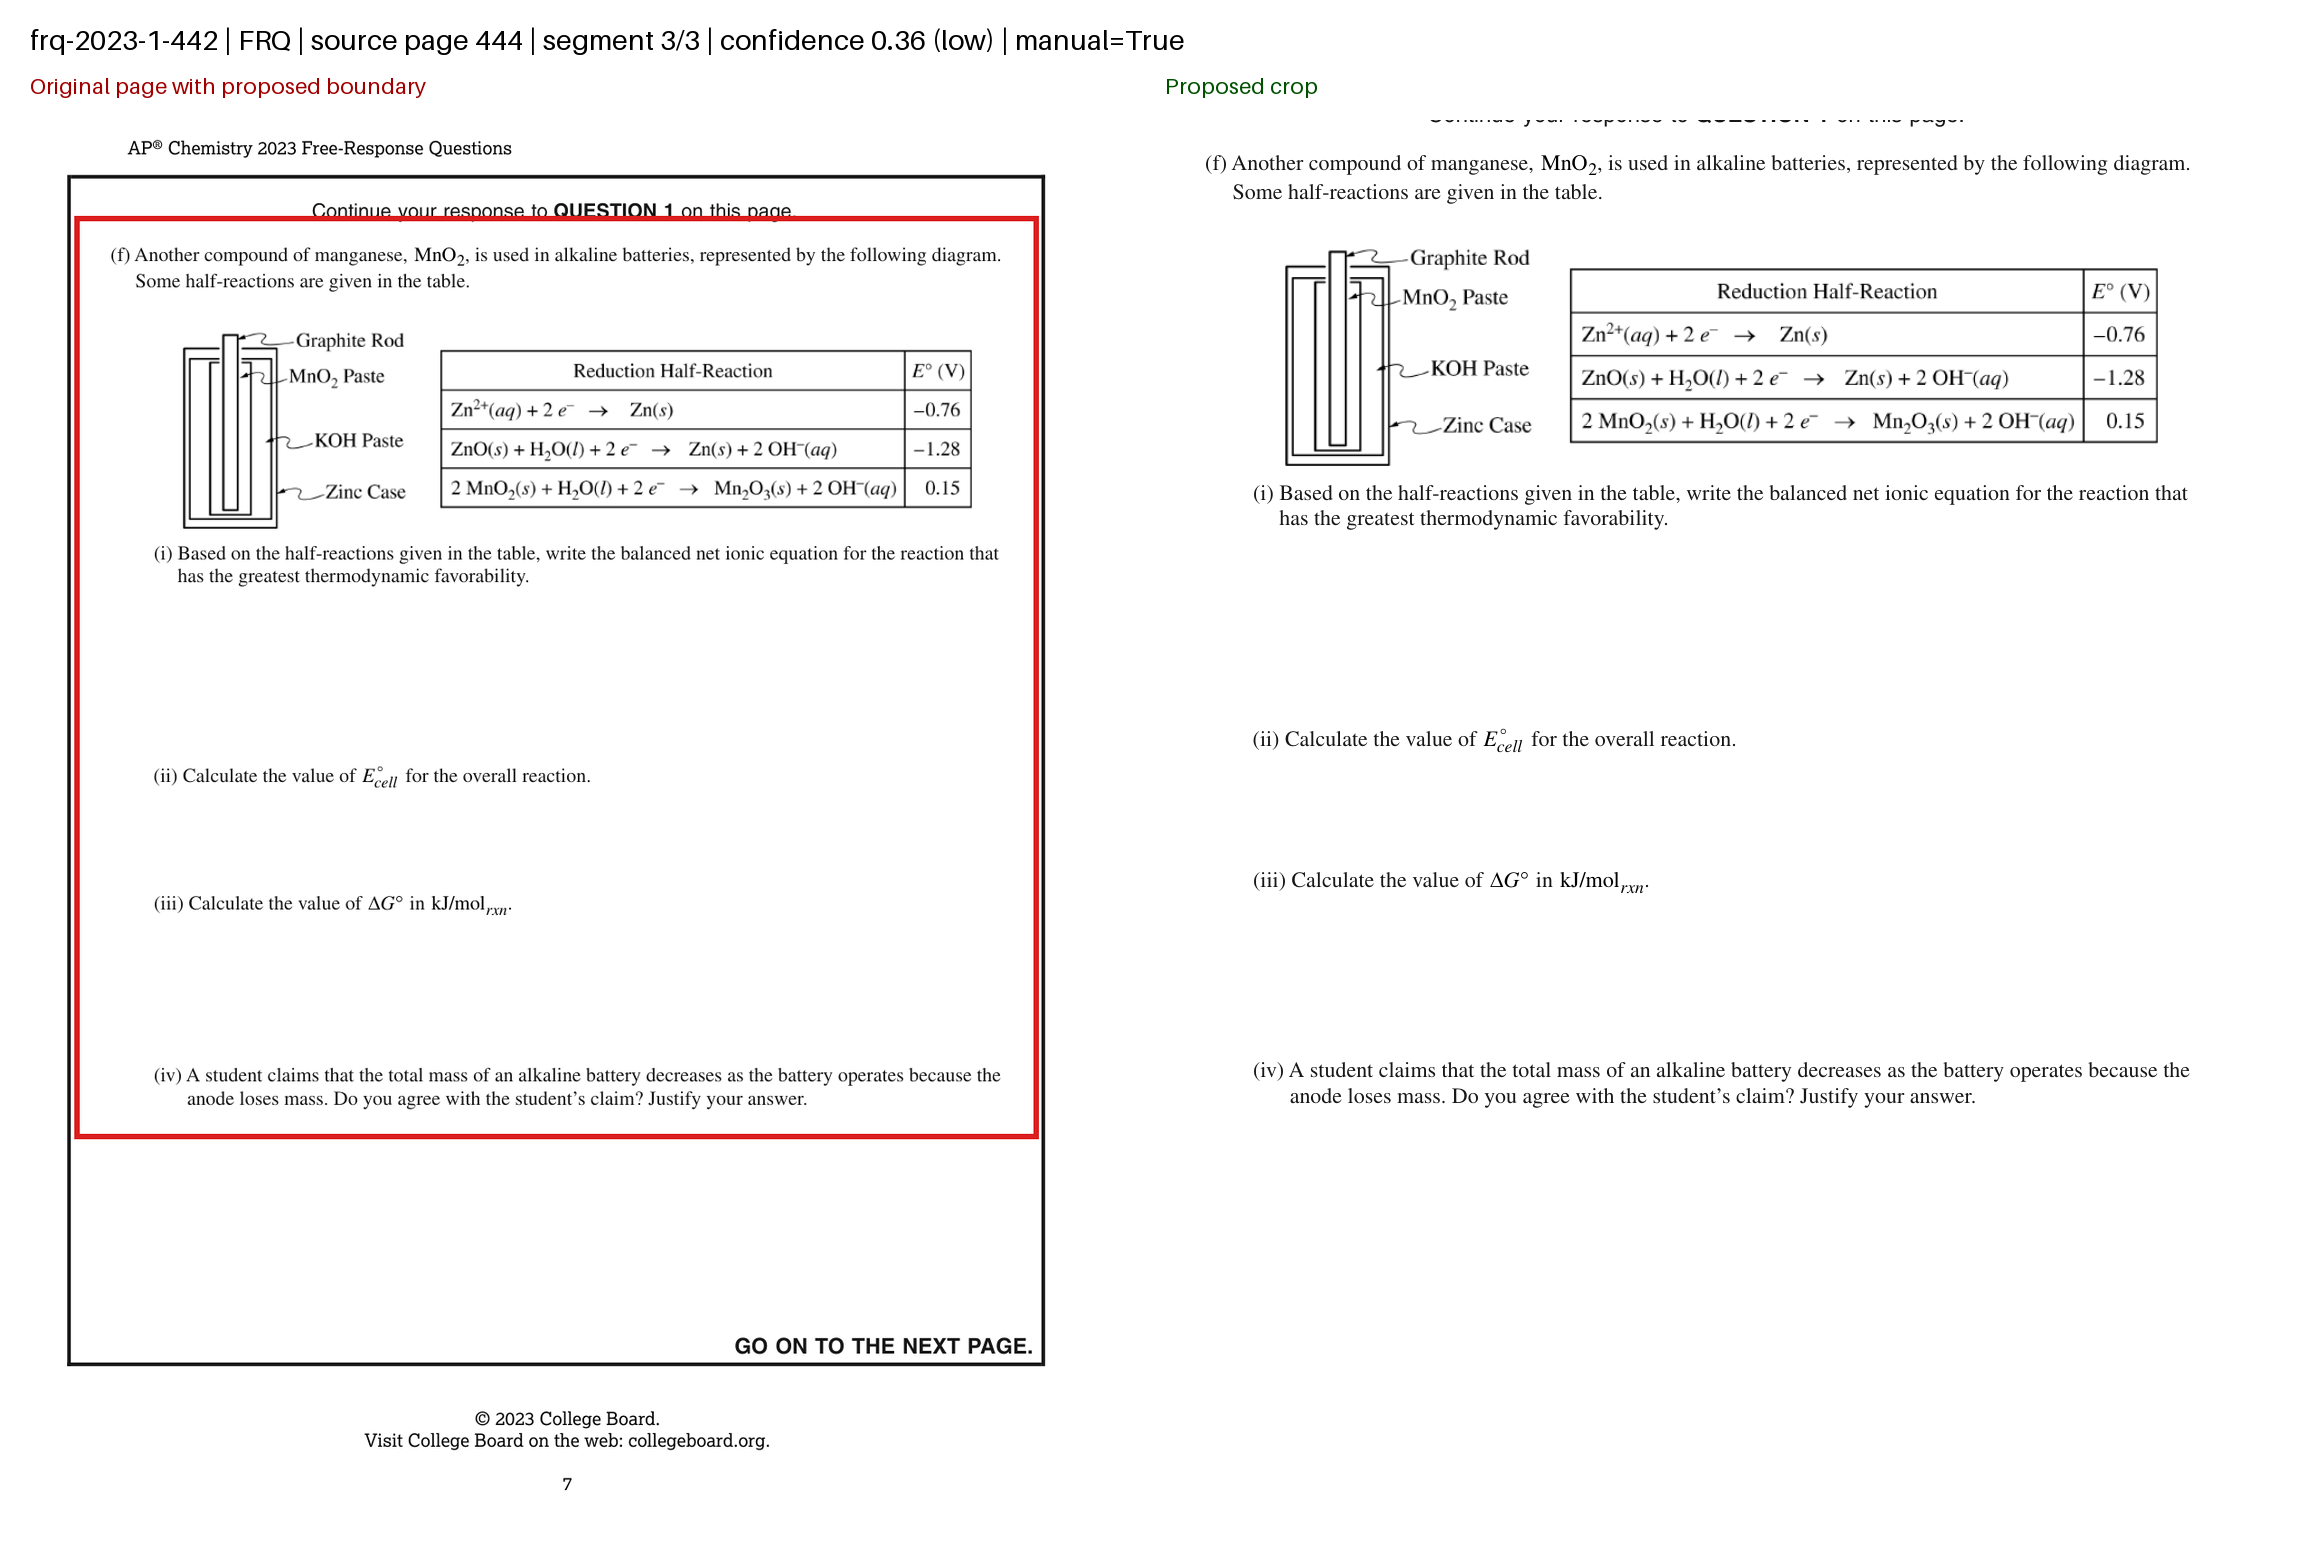 frq-2023-1-442 | FRQ | source page 444 | segment 3/3 | confidence 0.36 (low) | manual=True
Original page with proposed boundary
AP® Chemistry 2023 Free-Response Questions
Continue your response to QUESTION 1 on this page.
(f) Another compound of manganese, MnO₂, is used in alkaline batteries, represented by the following diagram.
Some half-reactions are given in the table.
Graphite Rod
MnO₂ Paste
KOH Paste
Zinc Case
Reduction Half-Reaction E° (V)
Zn²⁺(aq) + 2 e⁻ → Zn(s) −0.76
ZnO(s) + H₂O(l) + 2 e⁻ → Zn(s) + 2 OH⁻(aq) −1.28
2 MnO₂(s) + H₂O(l) + 2 e⁻ → Mn₂O₃(s) + 2 OH⁻(aq) 0.15
(i) Based on the half-reactions given in the table, write the balanced net ionic equation for the reaction that
has the greatest thermodynamic favorability.
(ii) Calculate the value of E°cell for the overall reaction.
(iii) Calculate the value of ΔG° in kJ/molrxn.
(iv) A student claims that the total mass of an alkaline battery decreases as the battery operates because the
anode loses mass. Do you agree with the student's claim? Justify your answer.
GO ON TO THE NEXT PAGE.
© 2023 College Board.
Visit College Board on the web: collegeboard.org.
7
Proposed crop
Continue your response to QUESTION 1 on this page.
(f) Another compound of manganese, MnO₂, is used in alkaline batteries, represented by the following diagram.
Some half-reactions are given in the table.
Graphite Rod
MnO₂ Paste
KOH Paste
Zinc Case
Reduction Half-Reaction E° (V)
Zn²⁺(aq) + 2 e⁻ → Zn(s) −0.76
ZnO(s) + H₂O(l) + 2 e⁻ → Zn(s) + 2 OH⁻(aq) −1.28
2 MnO₂(s) + H₂O(l) + 2 e⁻ → Mn₂O₃(s) + 2 OH⁻(aq) 0.15
(i) Based on the half-reactions given in the table, write the balanced net ionic equation for the reaction that
has the greatest thermodynamic favorability.
(ii) Calculate the value of E°cell for the overall reaction.
(iii) Calculate the value of ΔG° in kJ/molrxn.
(iv) A student claims that the total mass of an alkaline battery decreases as the battery operates because the
anode loses mass. Do you agree with the student's claim? Justify your answer.